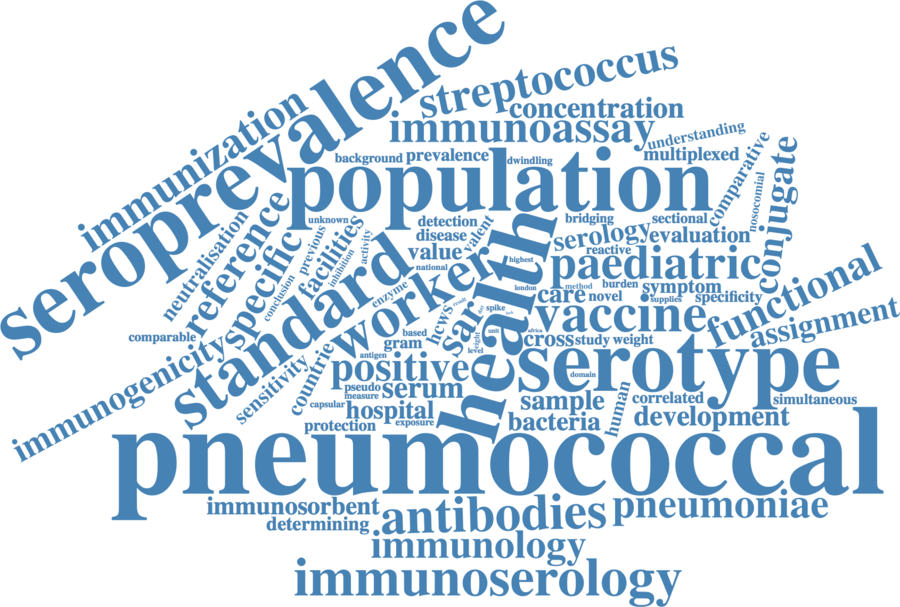 seroprevalence
immunization
streptococcus
concentration
immunoassay
understanding
multiplexed
background
prevalence
dwindling
population
comparative
nosocomial
conjugate
neutralisation
reference
unknown
previous
facilities
inhibition
activity
detection
disease
value
valent
national
bridging
sectional
serology
evaluation
reactive
highest
paediatric
london
method
burden
symptom
care
novel
supplies
specificity
functional
comparable
specific
conclusion
standard
enzyme
worker
hcws
result
sars
spike
unit
africa
vaccine
assignment
immunogenicity
sensitivity
countrie
based
gram
antigen
level
weight
health
cross
study
weight
positive
pseudo
measure
serum
serotype
domain
capsular
hospital
exposure
protection
sample
bacteria
human
correlated
simultaneous
development
pneumococcal
immunosorbent
determining
antibodies
pneumoniae
immunology
immunoserology